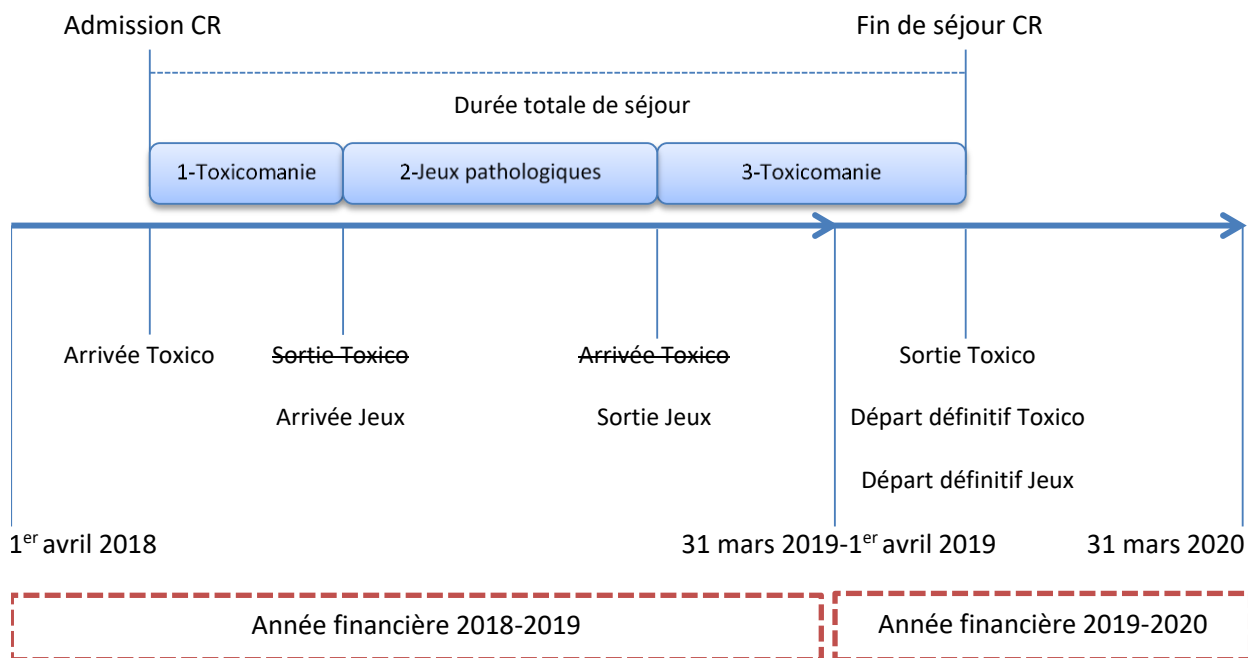 Admission CR Fin de séjour CR
Durée totale de séjour
1-Toxicomanie 2-Jeux pathologiques 3-Toxicomanie
Arrivée Toxico Sortie Toxico Arrivée Toxico Sortie Toxico
Arrivée Jeux Sortie Jeux Départ définitif Toxico
Départ définitif Jeux
1er avril 2018 31 mars 2019-1er avril 2019 31 mars 2020
Année financière 2018-2019 Année financière 2019-2020